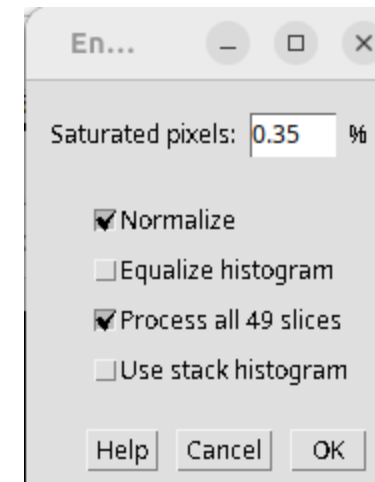 En...
Saturated pixels: 0.35 %
Normalize
Equalize histogram
Process all 49 slices
Use stack histogram
Help Cancel OK